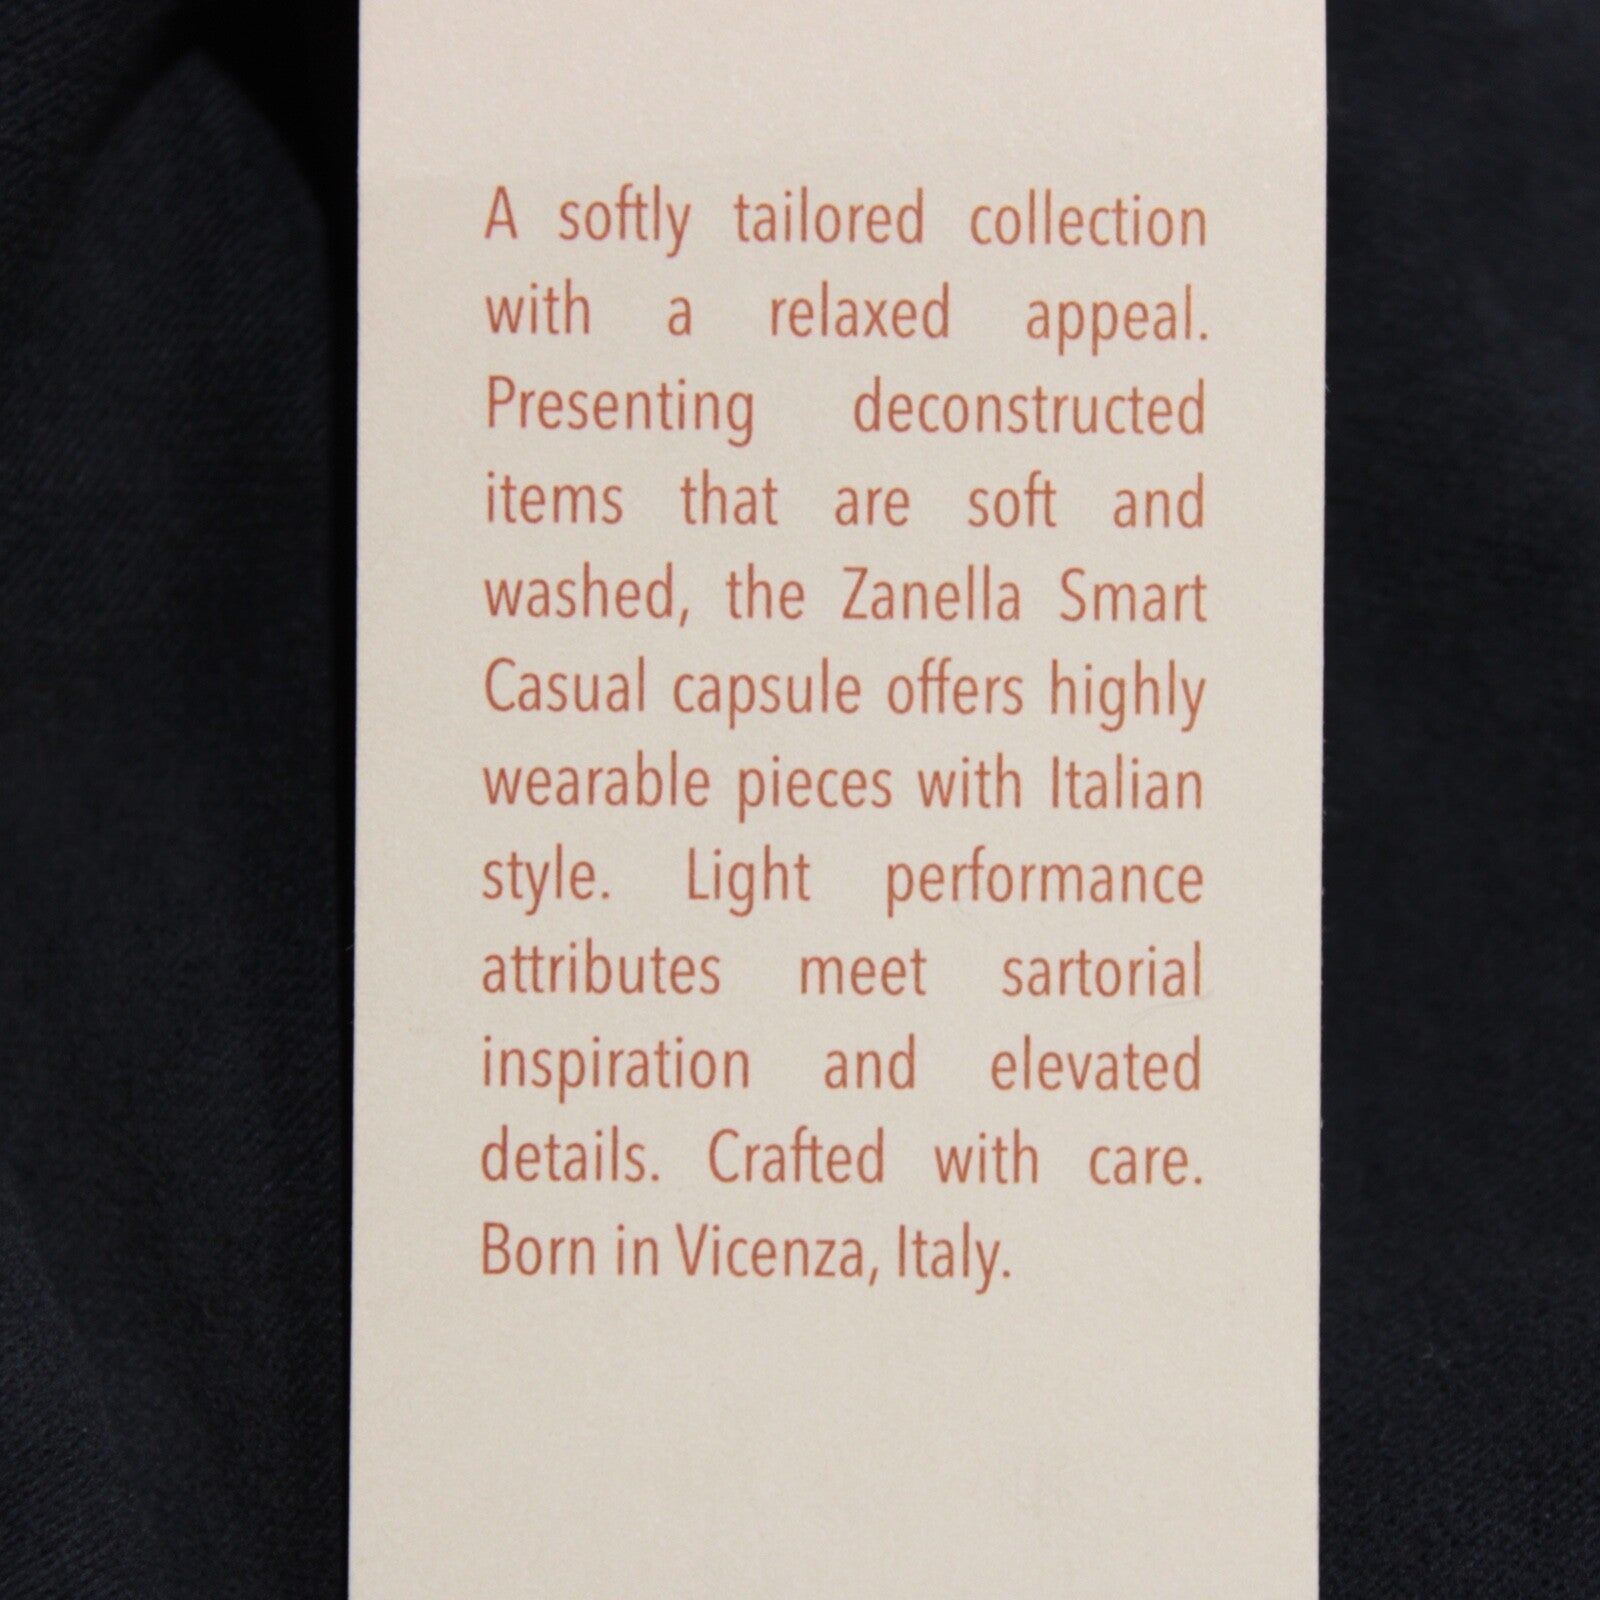 A softly tailored collection
with a relaxed appeal.
Presenting deconstructed
items that are soft and
washed, the Zanella Smart
Casual capsule offers highly
wearable pieces with Italian
style. Light performance
attributes meet sartorial
inspiration and elevated
details. Crafted with care.
Born in Vicenza, Italy.